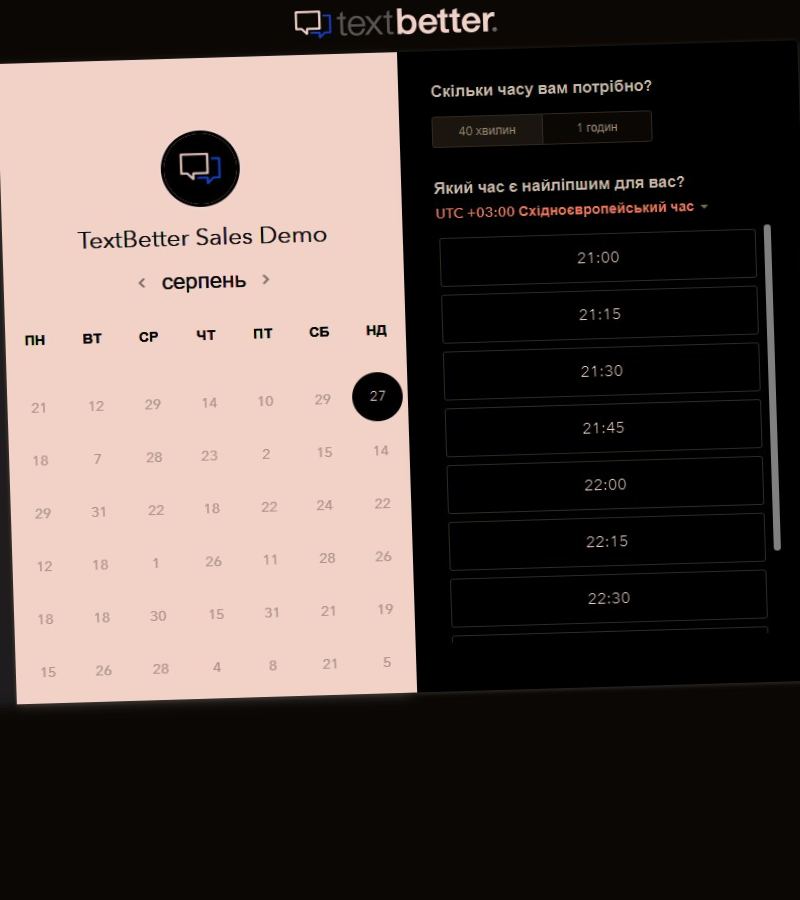 textbetter.
TextBetter Sales Demo
серпень
ПН ВТ СР ЧТ ПТ СБ НД
21 12 29 14 10 29 27
18 7 28 23 2 15 14
29 31 22 18 22 24 22
12 18 1 26 11 28 26
18 18 30 15 31 21 19
15 26 28 4 8 21 5
Скільки часу вам потрібно?
40 хвилин 1 годин
Який час є найліпшим для вас?
UTC +03:00 Східноєвропейський час
21:00
21:15
21:30
21:45
22:00
22:15
22:30